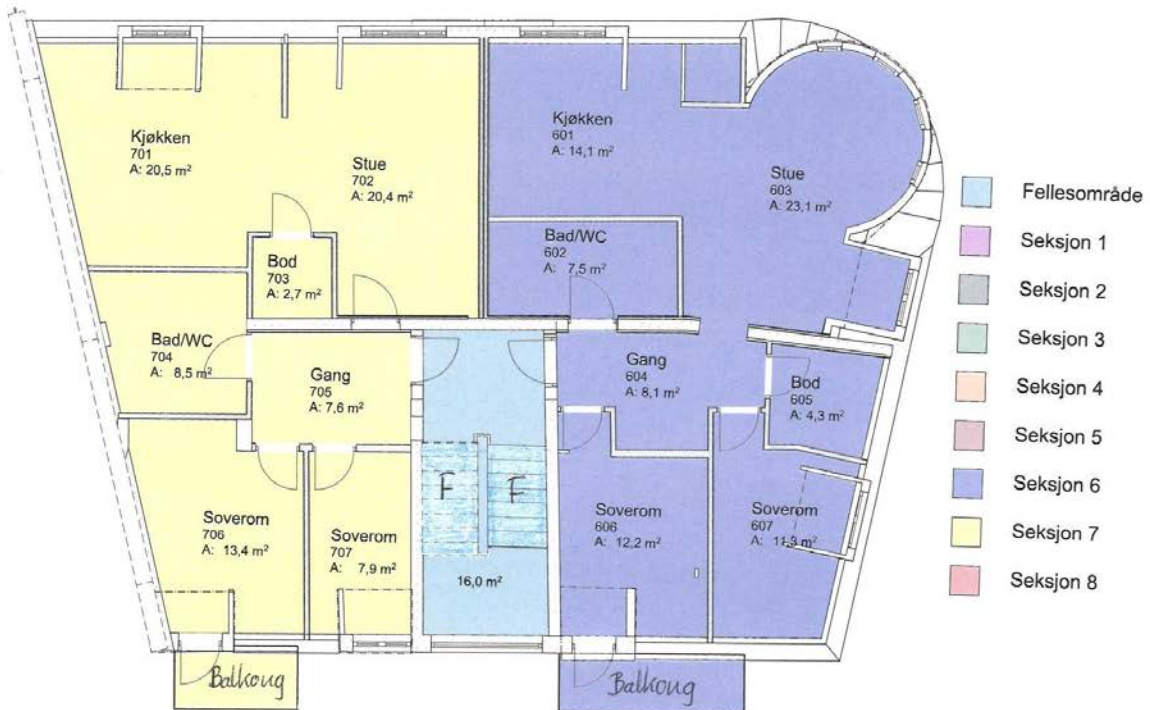 Kjøkken
701
A: 20,5 m²
Stue
702
A: 20,4 m²
Bod
703
A: 2,7 m²
Bad/WC
704
A: 8,5 m²
Gang
705
A: 7,6 m²
Soverom
706
A: 13,4 m²
Soverom
707
A: 7,9 m²
Balkong
F
F
16,0 m²
Kjøkken
601
A: 14,1 m²
Bad/WC
602
A: 7,5 m²
Stue
603
A: 23,1 m²
Gang
604
A: 8,1 m²
Bod
605
A: 4,3 m²
Soverom
606
A: 12,2 m²
Soverom
607
Balkong
Fellesområde
Seksjon 1
Seksjon 2
Seksjon 3
Seksjon 4
Seksjon 5
Seksjon 6
Seksjon 7
Seksjon 8